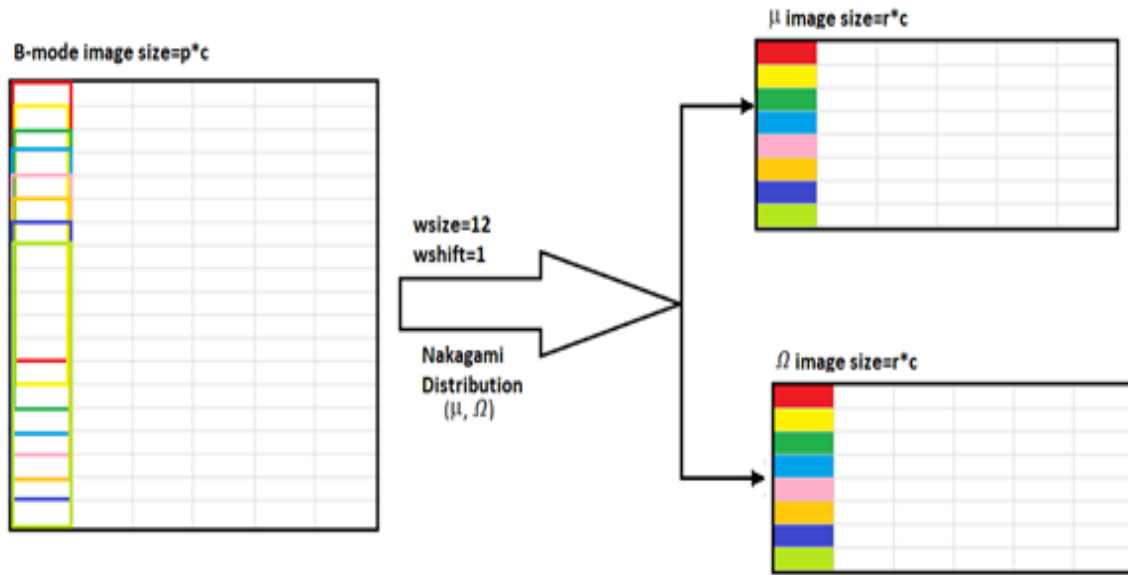 B-mode image size=p*c
wsize=12
wshift=1
Nakagami
Distribution
(μ, Ω)
μ image size=r*c
Ω image size=r*c